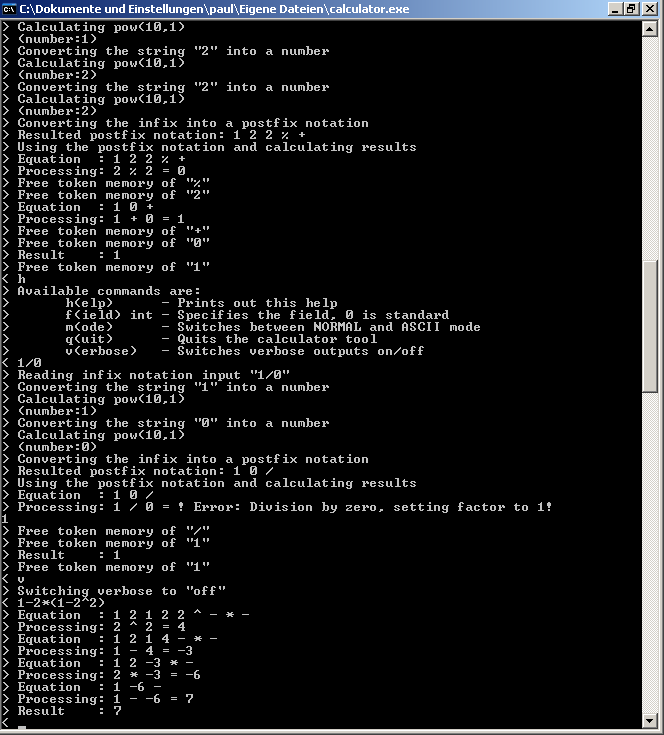 C:\Dokumente und Einstellungen\paul\Eigene Dateien\calculator.exe
> Calculating pow(10,1)
> (number:1)
> Converting the string "2" into a number
> Calculating pow(10,1)
> (number:2)
> Converting the string "2" into a number
> Calculating pow(10,1)
> (number:2)
> Converting the infix into a postfix notation
> Resulted postfix notation: 1 2 2 % +
> Using the postfix notation and calculating results
> Equation  : 1 2 2 % +
> Processing: 2 % 2 = 0
> Free token memory of "%"
> Free token memory of "2"
> Equation  : 1 0 +
> Processing: 1 + 0 = 1
> Free token memory of "+"
> Free token memory of "0"
> Result    : 1
> Free token memory of "1"
< h
> Available commands are:
>       h(elp)      - Prints out this help
>       f(ield) int - Specifies the field, 0 is standard
>       m(ode)      - Switches between NORMAL and ASCII mode
>       q(uit)      - Quits the calculator tool
>       v(erbose)   - Switches verbose outputs on/off
< 1/0
> Reading infix notation input "1/0"
> Converting the string "1" into a number
> Calculating pow(10,1)
> (number:1)
> Converting the string "0" into a number
> Calculating pow(10,1)
> (number:0)
> Converting the infix into a postfix notation
> Resulted postfix notation: 1 0 /
> Using the postfix notation and calculating results
> Equation  : 1 0 /
> Processing: 1 / 0 = ! Error: Division by zero, setting factor to 1!
1
> Free token memory of "/"
> Free token memory of "1"
> Result    : 1
> Free token memory of "1"
< v
> Switching verbose to "off"
< 1-2*(1-2^2)
> Equation  : 1 2 1 2 2 ^ - * -
> Processing: 2 ^ 2 = 4
> Equation  : 1 2 1 4 - * -
> Processing: 1 - 4 = -3
> Equation  : 1 2 -3 * -
> Processing: 2 * -3 = -6
> Equation  : 1 -6 -
> Processing: 1 - -6 = 7
> Result    : 7
< _